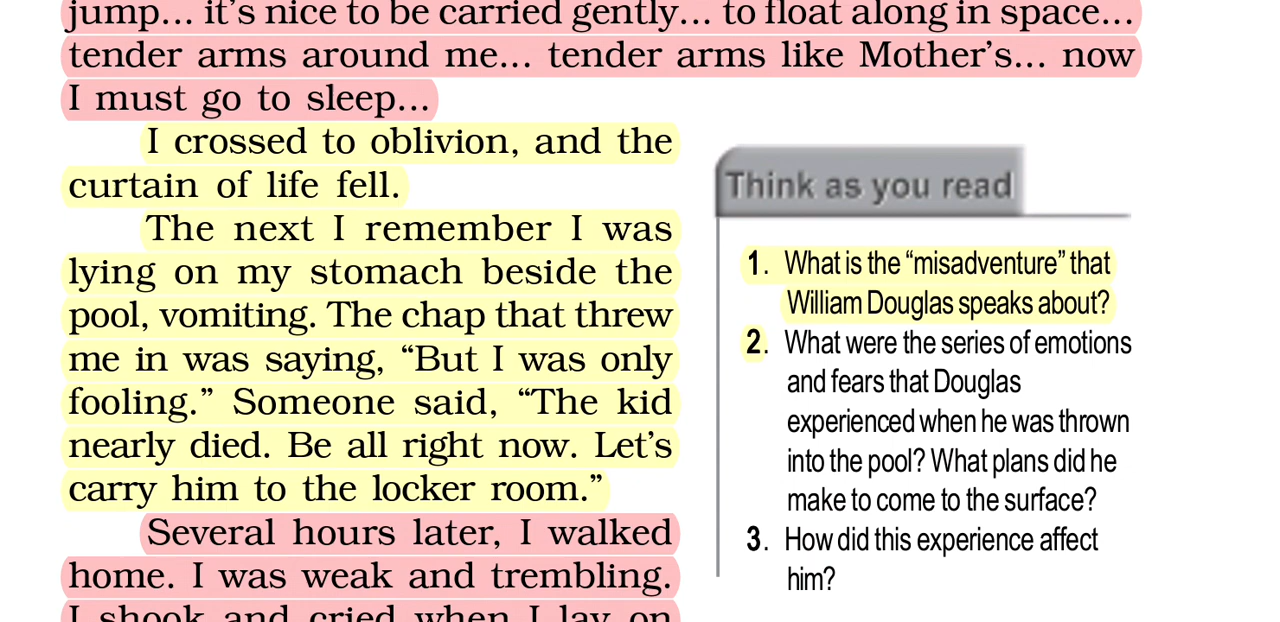 jump... it's nice to be carried gently... to float along in space...
tender arms around me... tender arms like Mother's... now
I must go to sleep...
I crossed to oblivion, and the
curtain of life fell.
The next I remember I was
lying on my stomach beside the
pool, vomiting. The chap that threw
me in was saying, “But I was only
fooling.” Someone said, “The kid
nearly died. Be all right now. Let's
carry him to the locker room.”
Several hours later, I walked
home. I was weak and trembling.
I shook and cried when I lay on
Think as you read
1. What is the “misadventure” that
William Douglas speaks about?
2. What were the series of emotions
and fears that Douglas
experienced when he was thrown
into the pool? What plans did he
make to come to the surface?
3. How did this experience affect
him?